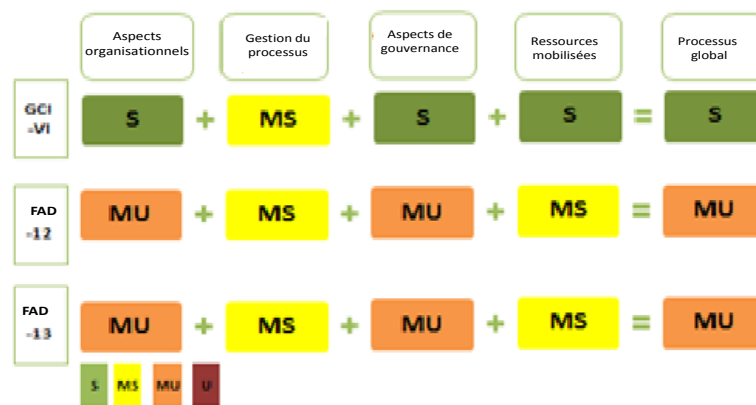 Aspects
organisationnels
Gestion du
processus
Aspects de
gouvernance
Ressources
mobilisées
Processus
global
GCI
-VI
S + MS + S + S = S
FAD
-12
MU + MS + MU + MS = MU
FAD
-13
MU + MS + MU + MS = MU
S MS MU U